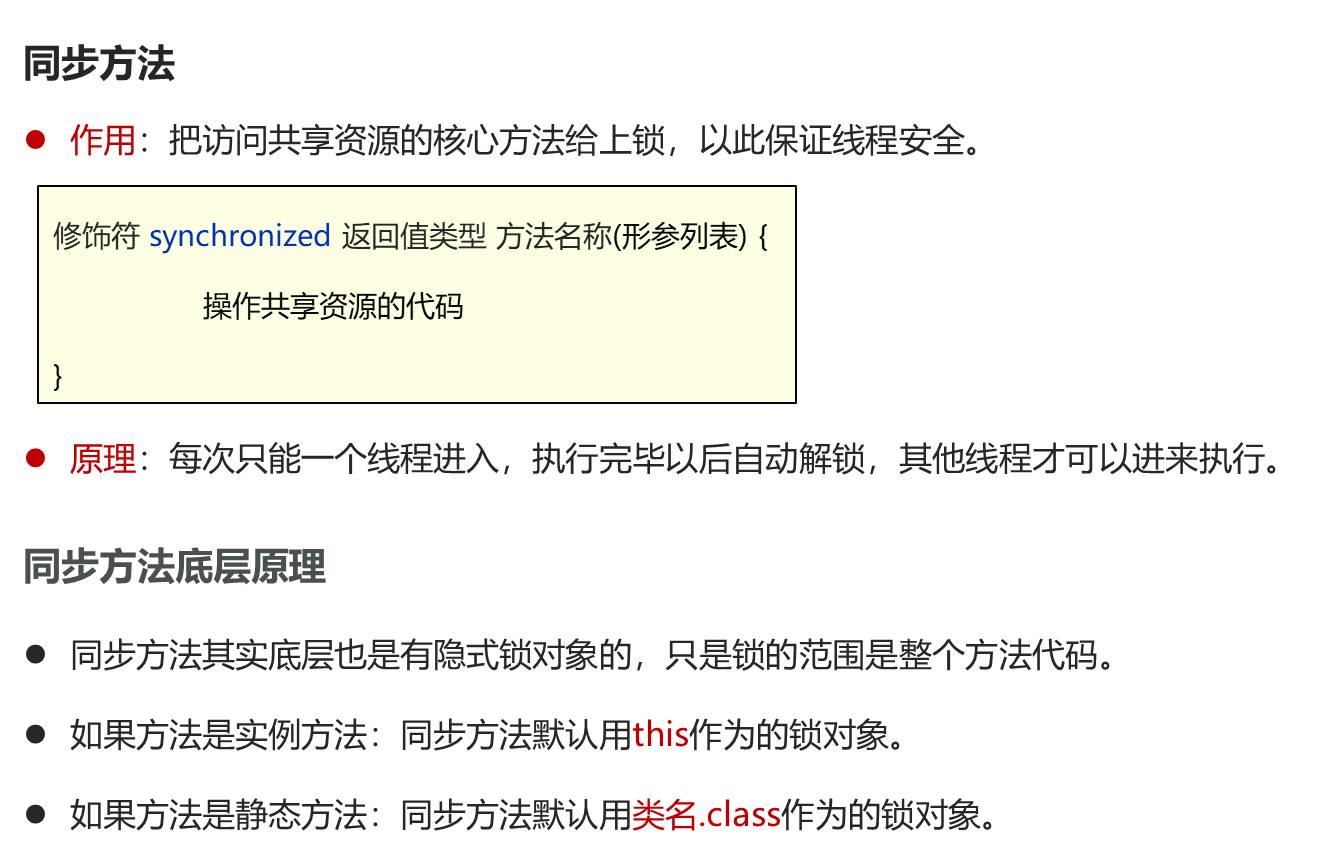 同步方法
作用：把访问共享资源的核心方法给上锁，以此保证线程安全。
修饰符 synchronized 返回值类型 方法名称(形参列表) {
操作共享资源的代码
}
原理：每次只能一个线程进入，执行完毕以后自动解锁，其他线程才可以进来执行。
同步方法底层原理
同步方法其实底层也是有隐式锁对象的，只是锁的范围是整个方法代码。
如果方法是实例方法：同步方法默认用this作为的锁对象。
如果方法是静态方法：同步方法默认用类名.class作为的锁对象。